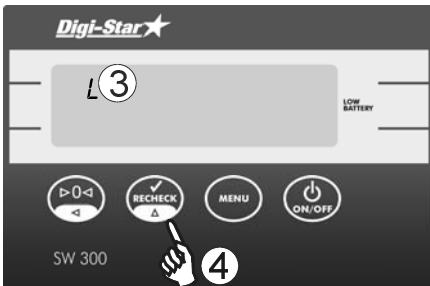 Digi-Star
L 3
LOW
BATTERY
▷0◁
◁
✓
RECHECK
△
MENU
ON/OFF
SW 300
4